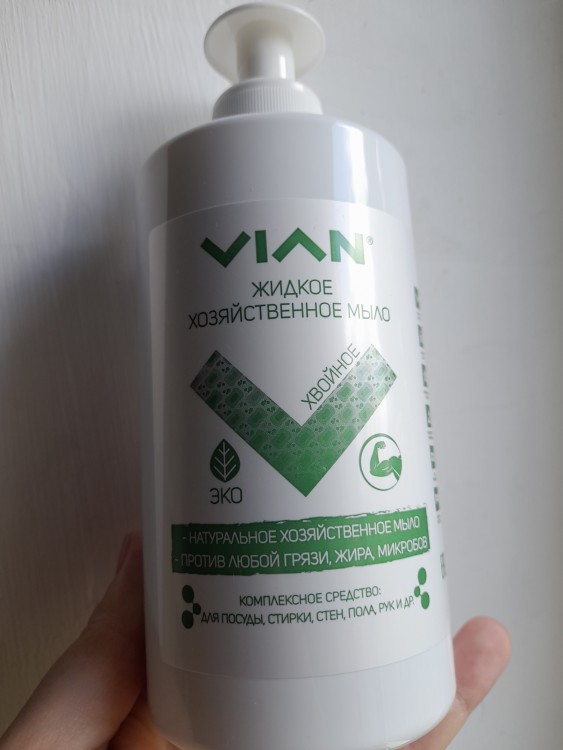 VIAN®
ЖИДКОЕ
ХОЗЯЙСТВЕННОЕ МЫЛО
ХВОЙНОЕ
ЭКО
- НАТУРАЛЬНОЕ ХОЗЯЙСТВЕННОЕ МЫЛО
- ПРОТИВ ЛЮБОЙ ГРЯЗИ, ЖИРА, МИКРОБОВ
КОМПЛЕКСНОЕ СРЕДСТВО:
ДЛЯ ПОСУДЫ, СТИРКИ, СТЕН, ПОЛА, РУК И ДР.